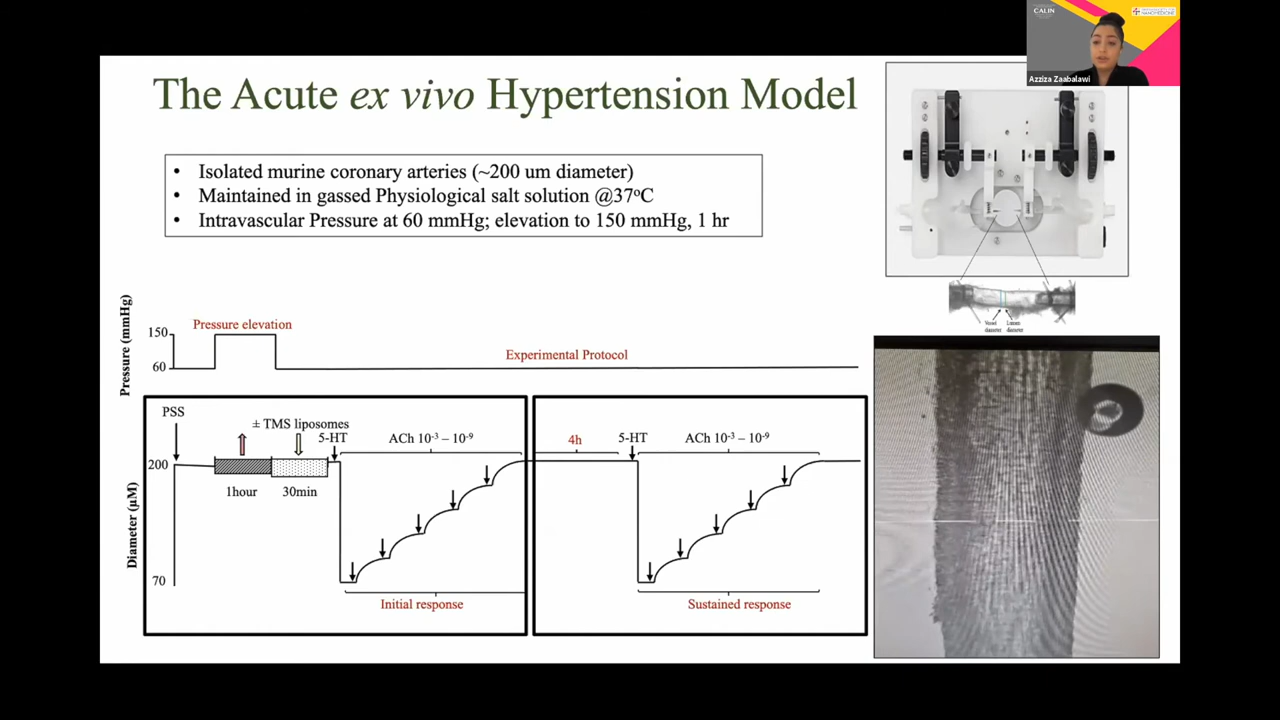 CALIN
NANOMEDICINE
Azziza Zaabalawi
The Acute ex vivo Hypertension Model
• Isolated murine coronary arteries (~200 um diameter)
• Maintained in gassed Physiological salt solution @37ºC
• Intravascular Pressure at 60 mmHg; elevation to 150 mmHg, 1 hr
Vessel diameter
Lumen diameter
Pressure (mmHg)
150
60
Pressure elevation
Experimental Protocol
Diameter (µM)
200
70
PSS
± TMS liposomes
5-HT
ACh 10⁻³ – 10⁻⁹
1hour
30min
Initial response
4h
5-HT
ACh 10⁻³ – 10⁻⁹
Sustained response